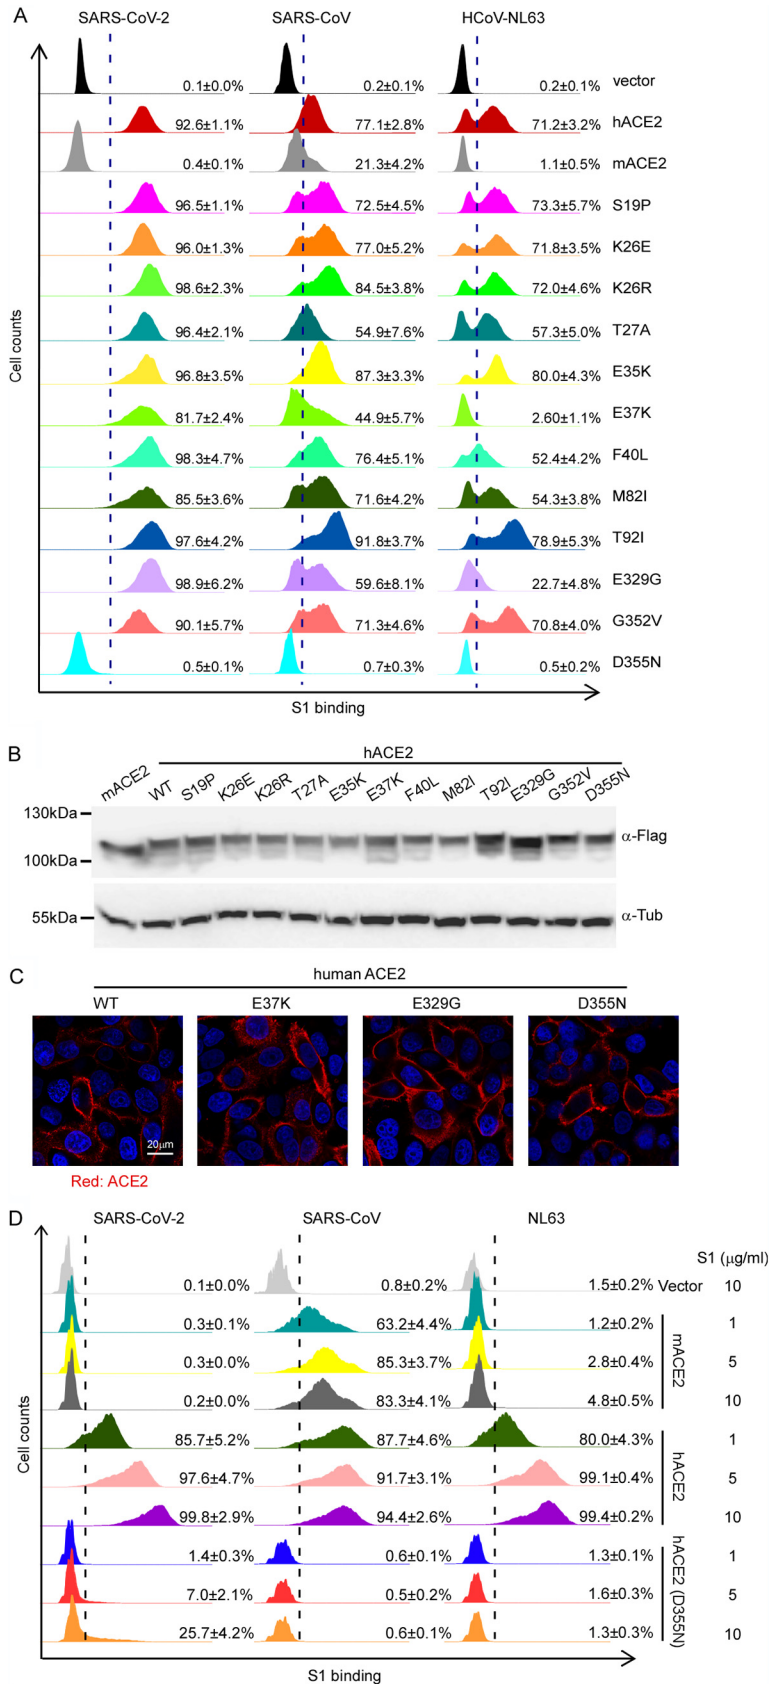 A
SARS-CoV-2 SARS-CoV HCoV-NL63
0.1±0.0% 0.2±0.1% 0.2±0.1% vector
92.6±1.1% 77.1±2.8% 71.2±3.2% hACE2
0.4±0.1% 21.3±4.2% 1.1±0.5% mACE2
96.5±1.1% 72.5±4.5% 73.3±5.7% S19P
96.0±1.3% 77.0±5.2% 71.8±3.5% K26E
98.6±2.3% 84.5±3.8% 72.0±4.6% K26R
96.4±2.1% 54.9±7.6% 57.3±5.0% T27A
96.8±3.5% 87.3±3.3% 80.0±4.3% E35K
81.7±2.4% 44.9±5.7% 2.60±1.1% E37K
98.3±4.7% 76.4±5.1% 52.4±4.2% F40L
85.5±3.6% 71.6±4.2% 54.3±3.8% M82I
97.6±4.2% 91.8±3.7% 78.9±5.3% T92I
98.9±6.2% 59.6±8.1% 22.7±4.8% E329G
90.1±5.7% 71.3±4.6% 70.8±4.0% G352V
0.5±0.1% 0.7±0.3% 0.5±0.2% D355N
Cell counts
S1 binding
B
hACE2
mACE2 WT S19P K26E K26R T27A E35K E37K F40L M82I T92I E329G G352V D355N
130kDa
α-Flag
100kDa
55kDa α-Tub
C
human ACE2
WT E37K E329G D355N
20μm
Red: ACE2
D
SARS-CoV-2 SARS-CoV NL63
S1 (μg/ml)
0.1±0.0% 0.8±0.2% 1.5±0.2% Vector 10
0.3±0.1% 63.2±4.4% 1.2±0.2% 1
0.3±0.0% 85.3±3.7% 2.8±0.4% 5
0.2±0.0% 83.3±4.1% 4.8±0.5% 10
mACE2
85.7±5.2% 87.7±4.6% 80.0±4.3% 1
97.6±4.7% 91.7±3.1% 99.1±0.4% 5
99.8±2.9% 94.4±2.6% 99.4±0.2% 10
hACE2
1.4±0.3% 0.6±0.1% 1.3±0.1% 1
7.0±2.1% 0.5±0.2% 1.6±0.3% 5
25.7±4.2% 0.6±0.1% 1.3±0.3% 10
hACE2 (D355N)
Cell counts
S1 binding